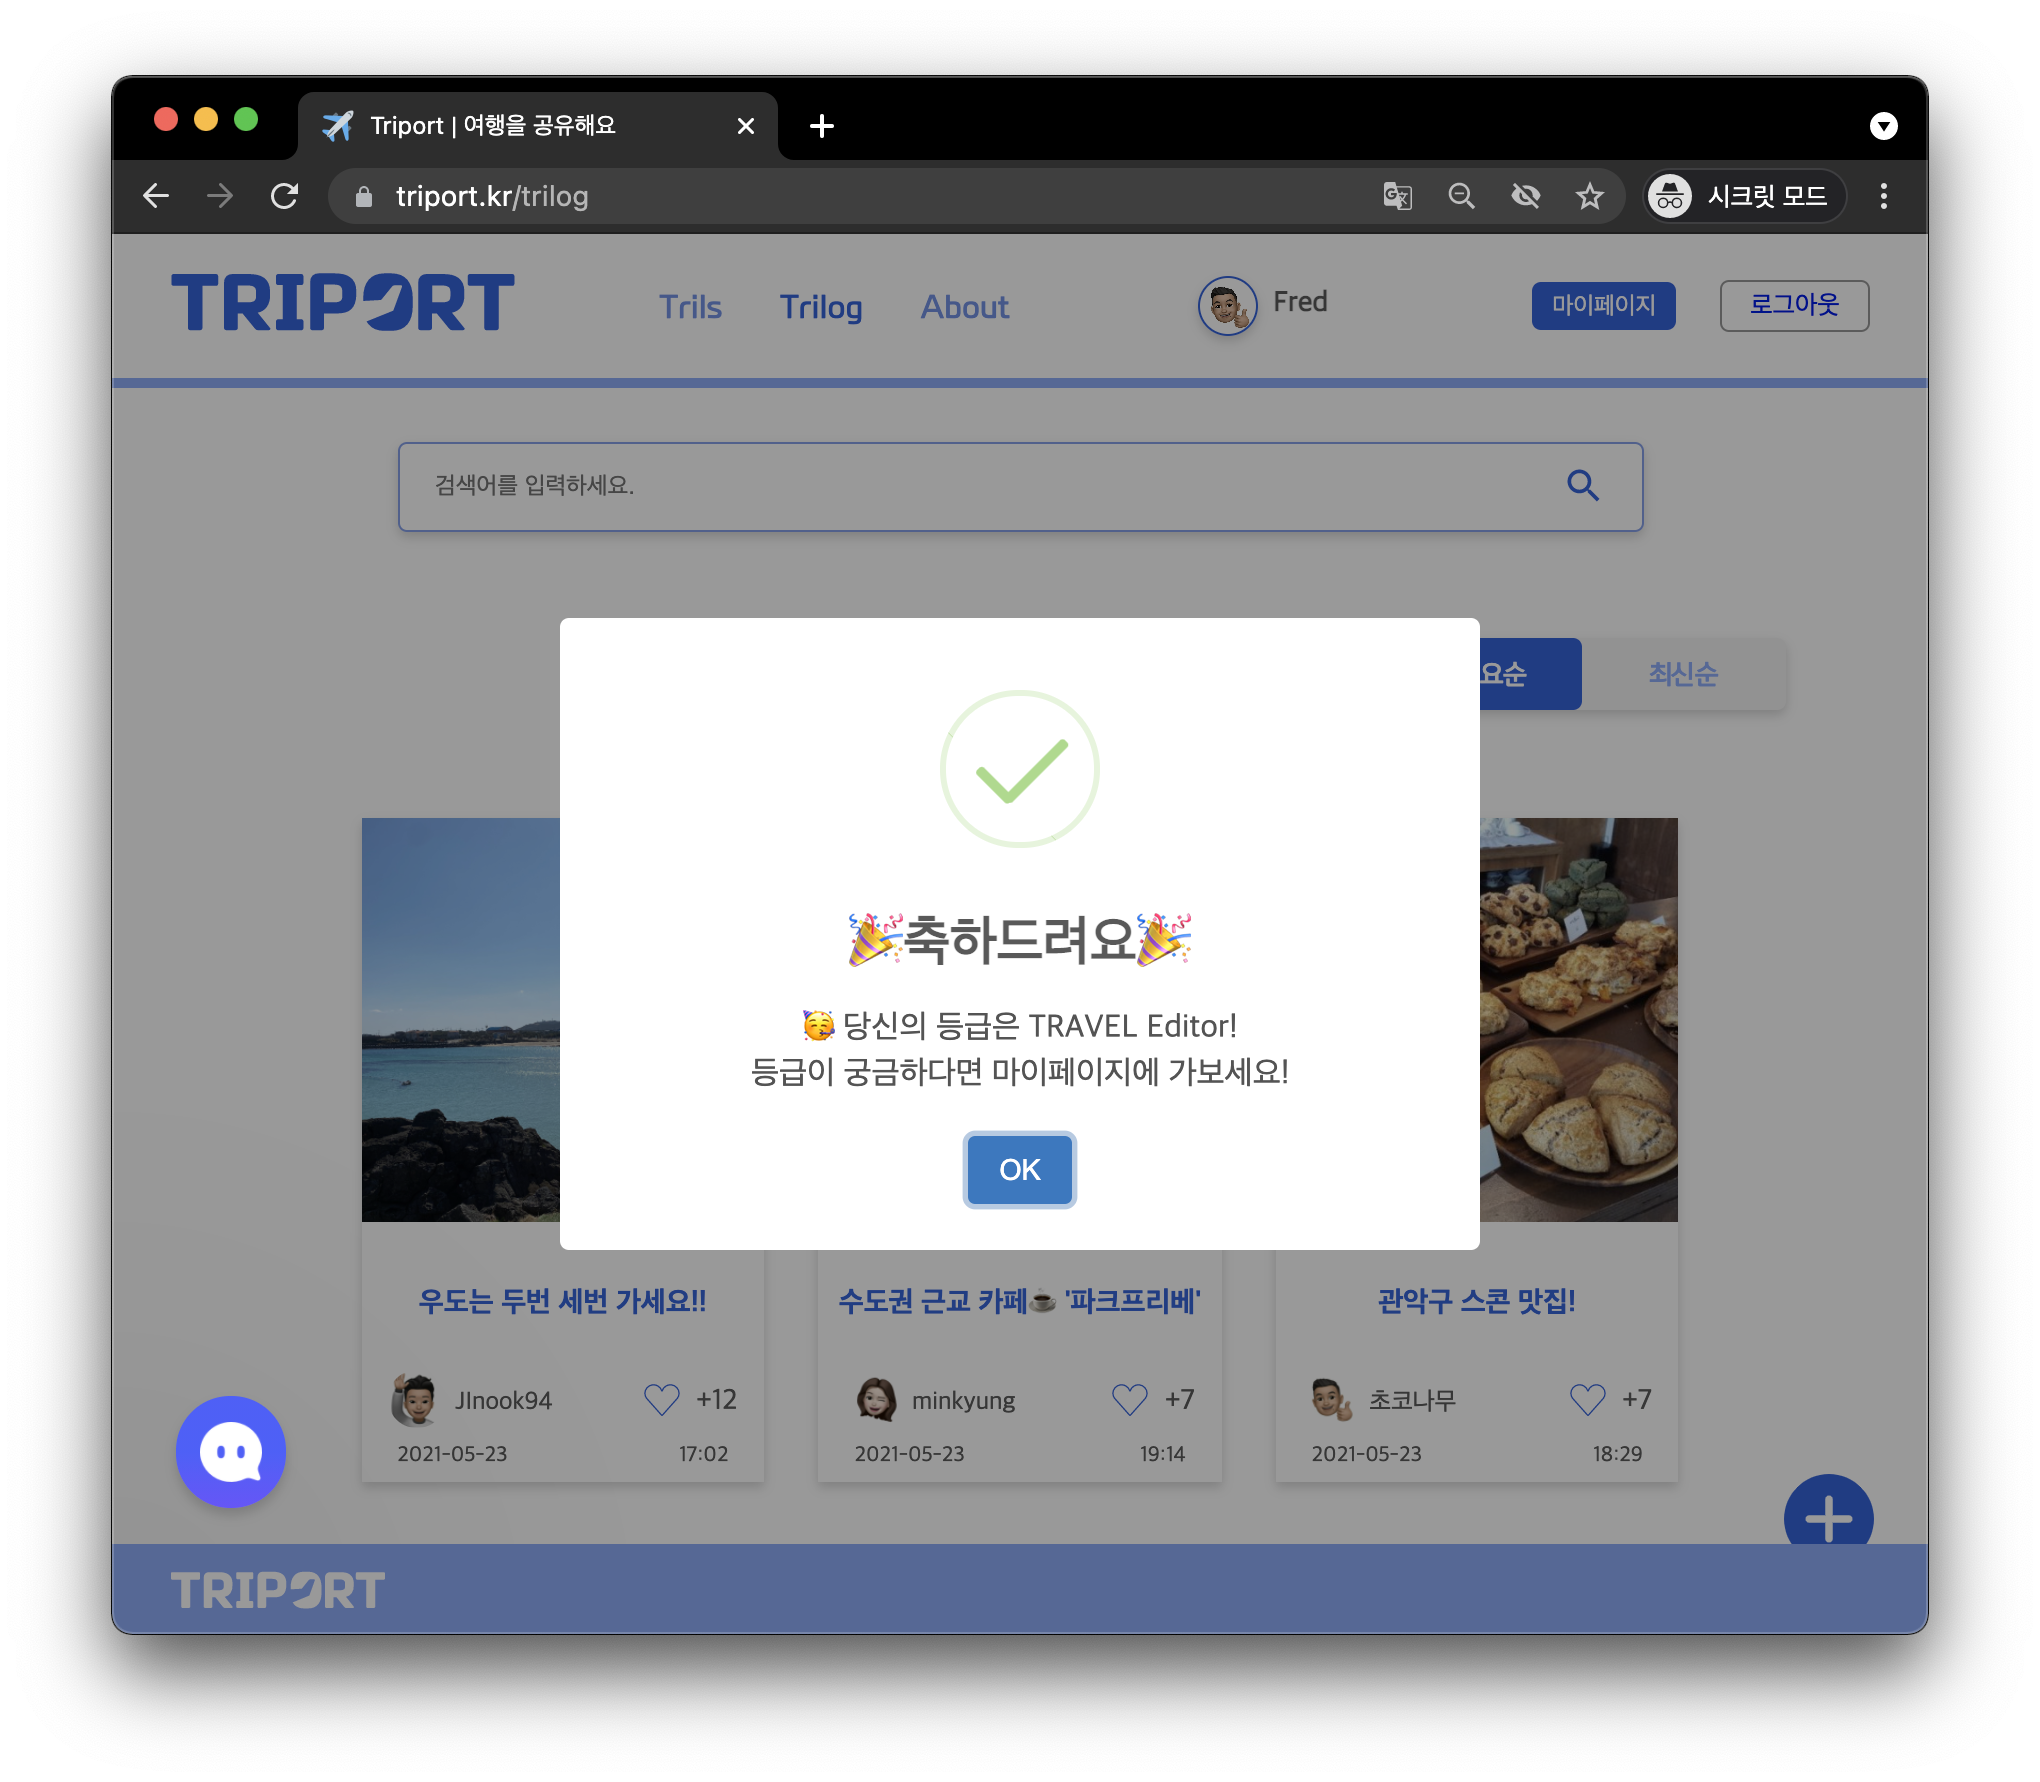 Triport | 여행을 공유해요
triport.kr/trilog
시크릿 모드
TRIPORT
Trils
Trilog
About
Fred
마이페이지
로그아웃
검색어를 입력하세요.
요순
최신순
🎉축하드려요🎉
🥳 당신의 등급은 TRAVEL Editor!
등급이 궁금하다면 마이페이지에 가보세요!
OK
우도는 두번 세번 가세요!!
JInook94
+12
2021-05-23
17:02
수도권 근교 카페☕ '파크프리베'
minkyung
+7
2021-05-23
19:14
관악구 스콘 맛집!
초코나무
+7
2021-05-23
18:29
TRIPORT